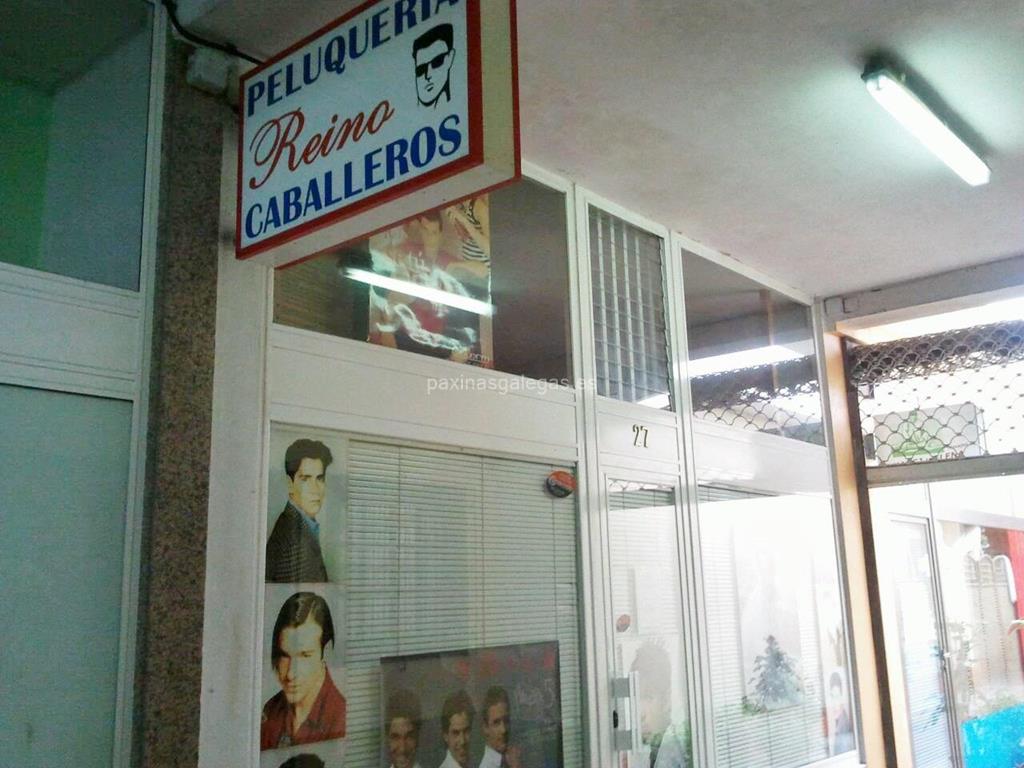 PELUQUERIA
Reino
CABALLEROS
paxinasgalegas.es
27